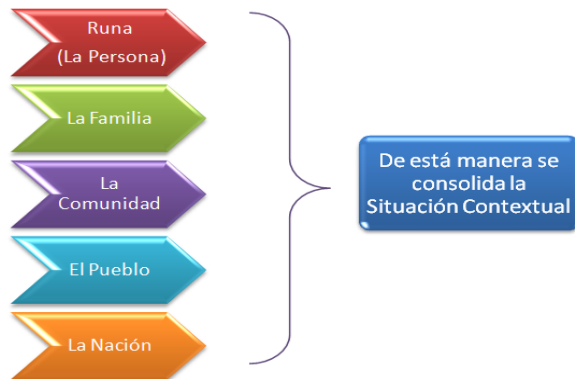 Runa
(La Persona)
La Familia
La
Comunidad
El Pueblo
La Nación
De está manera se
consolida la
Situación Contextual